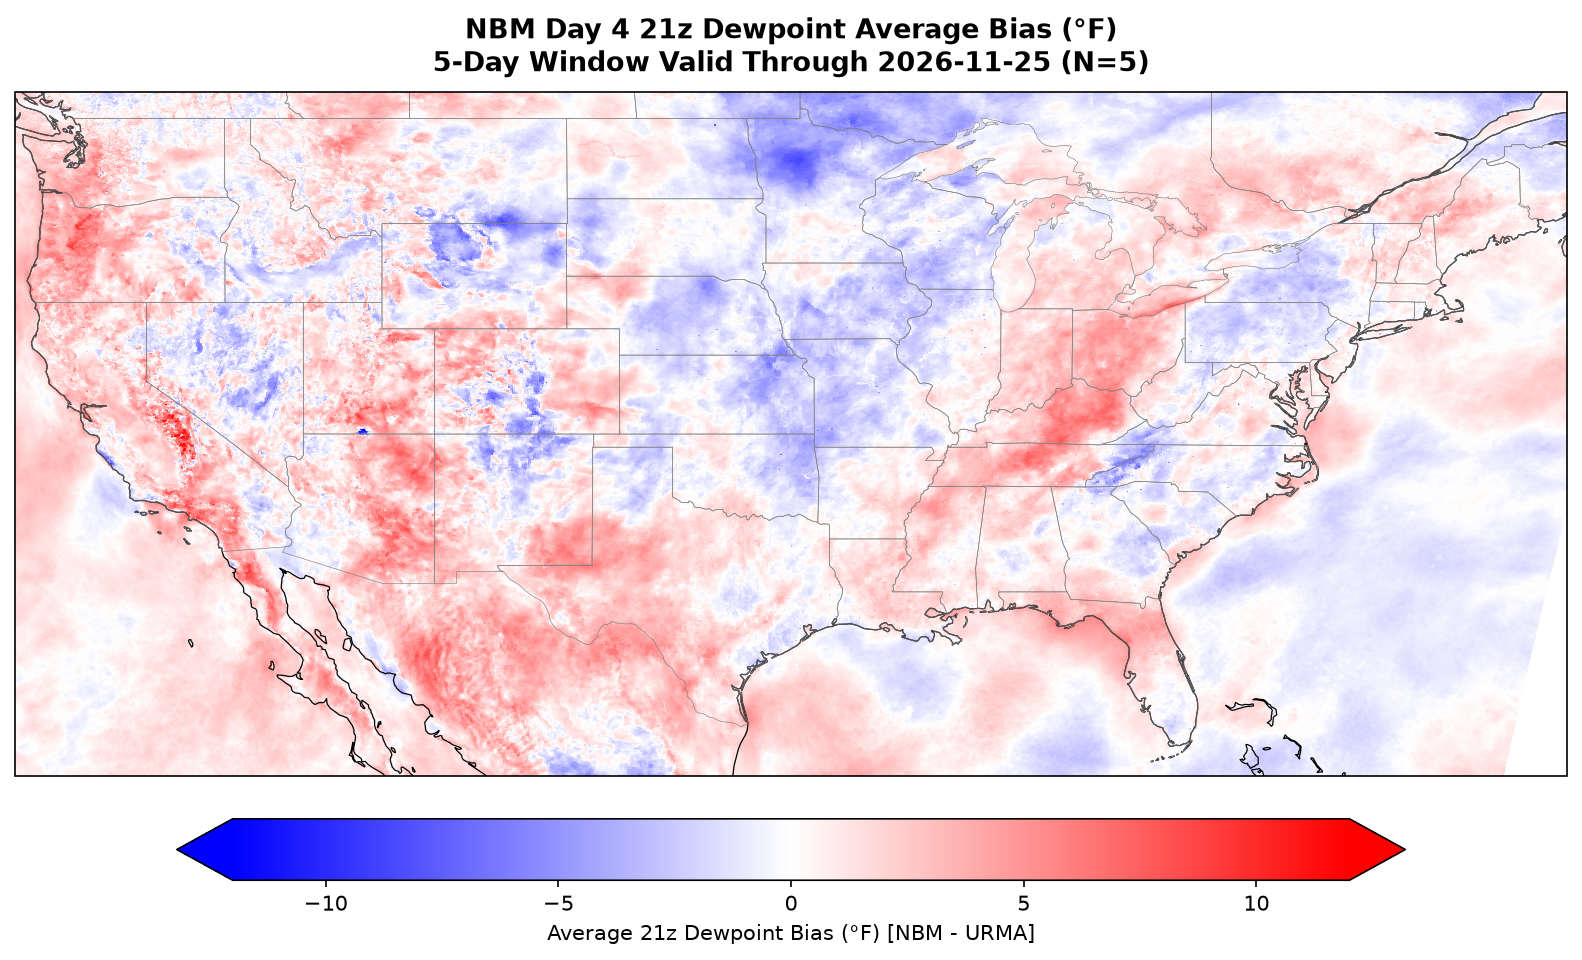 NBM Day 4 21z Dewpoint Average Bias (°F)
5-Day Window Valid Through 2026-11-25 (N=5)
−10 −5 0 5 10
Average 21z Dewpoint Bias (°F) [NBM - URMA]